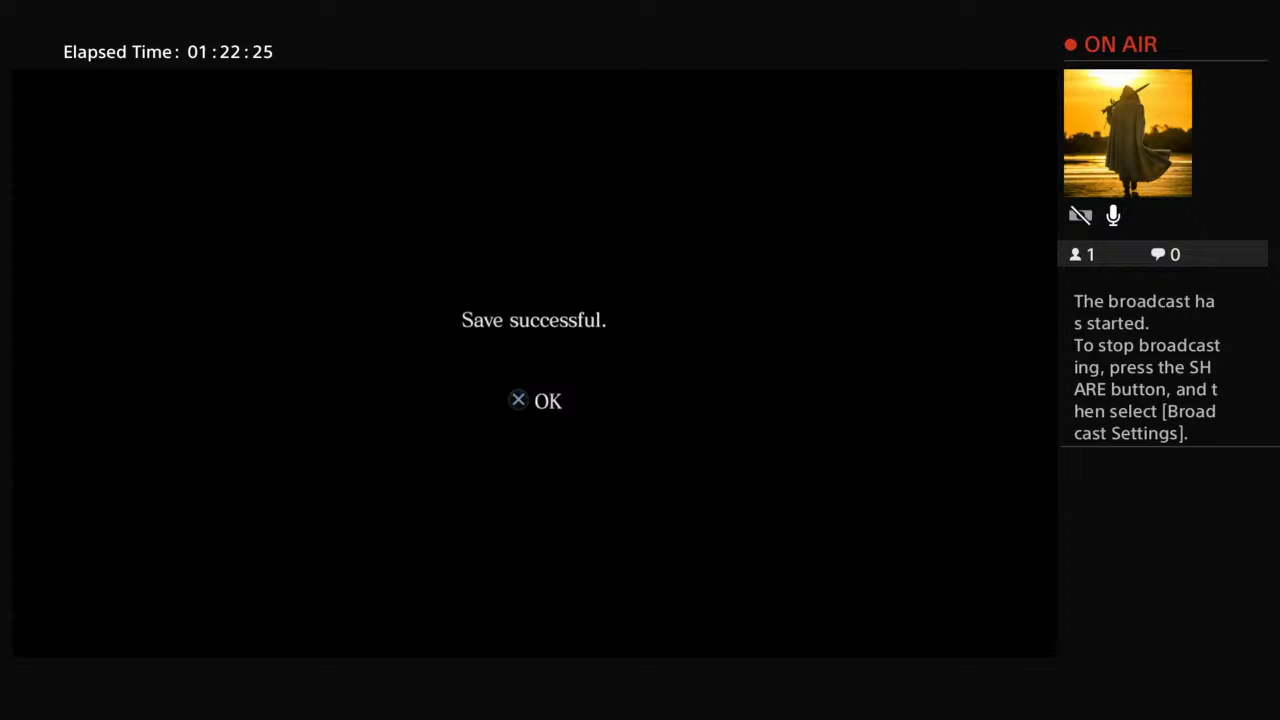 Elapsed Time: 01:22:25
ON AIR
1 0
Save successful.
OK
The broadcast ha
s started.
To stop broadcast
ing, press the SH
ARE button, and t
hen select [Broad
cast Settings].